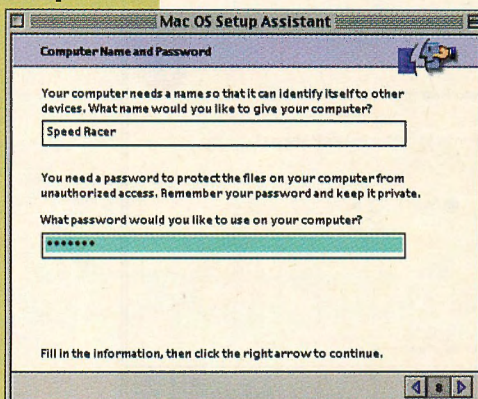 Mac OS Setup Assistant
Computer Name and Password
Your computer needs a name so that it can identify itself to other
devices. What name would you like to give your computer?
Speed Racer
You need a password to protect the files on your computer from
unauthorized access. Remember your password and keep it private.
What password would you like to use on your computer?
•••••••
Fill in the information, then click the right arrow to continue.
8